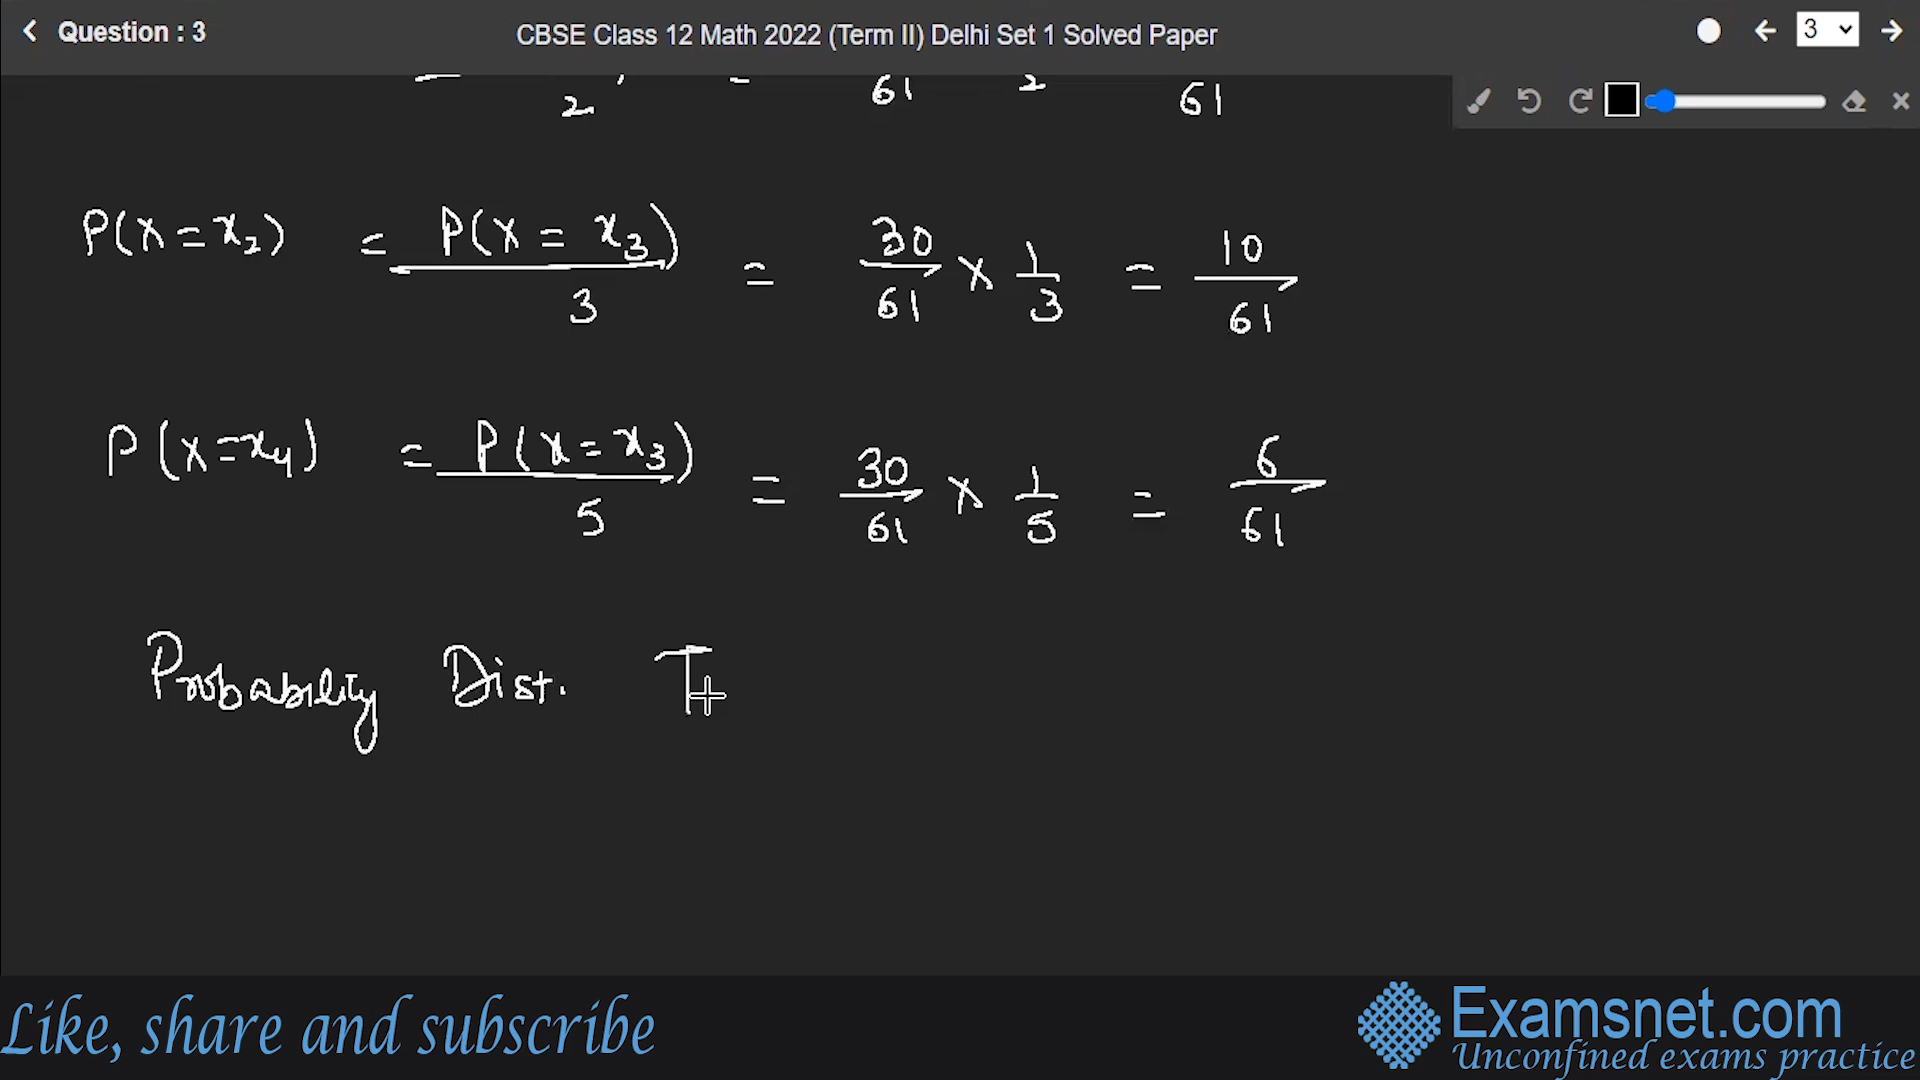 Question : 3
CBSE Class 12 Math 2022 (Term II) Delhi Set 1 Solved Paper
3
2 = 61 2 61
P(X=x₂) = P(X = x₃)/3 = 30/61 × 1/3 = 10/61
P(X=x₄) = P(X=x₃)/5 = 30/61 × 1/5 = 6/61
Probability Dist. T
Like, share and subscribe
Examsnet.com
Unconfined exams practice